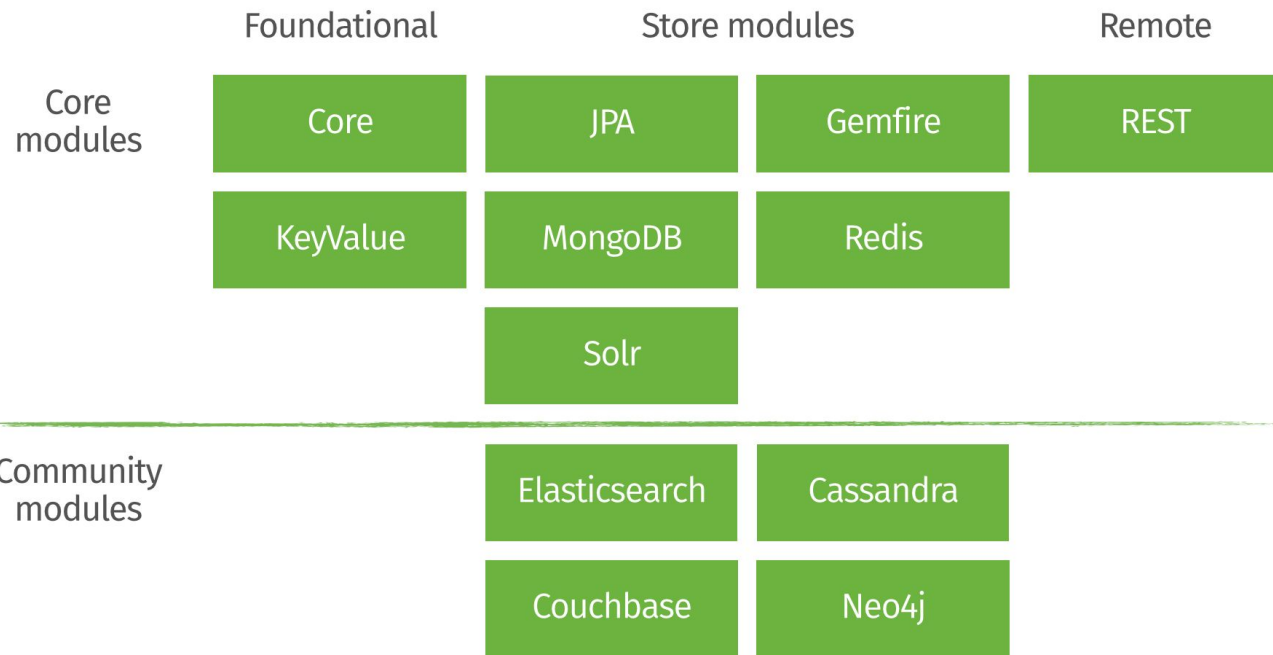 Foundational
Store modules
Remote
Core
modules
Core
JPA
Gemfire
REST
KeyValue
MongoDB
Redis
Solr
Community
modules
Elasticsearch
Cassandra
Couchbase
Neo4j